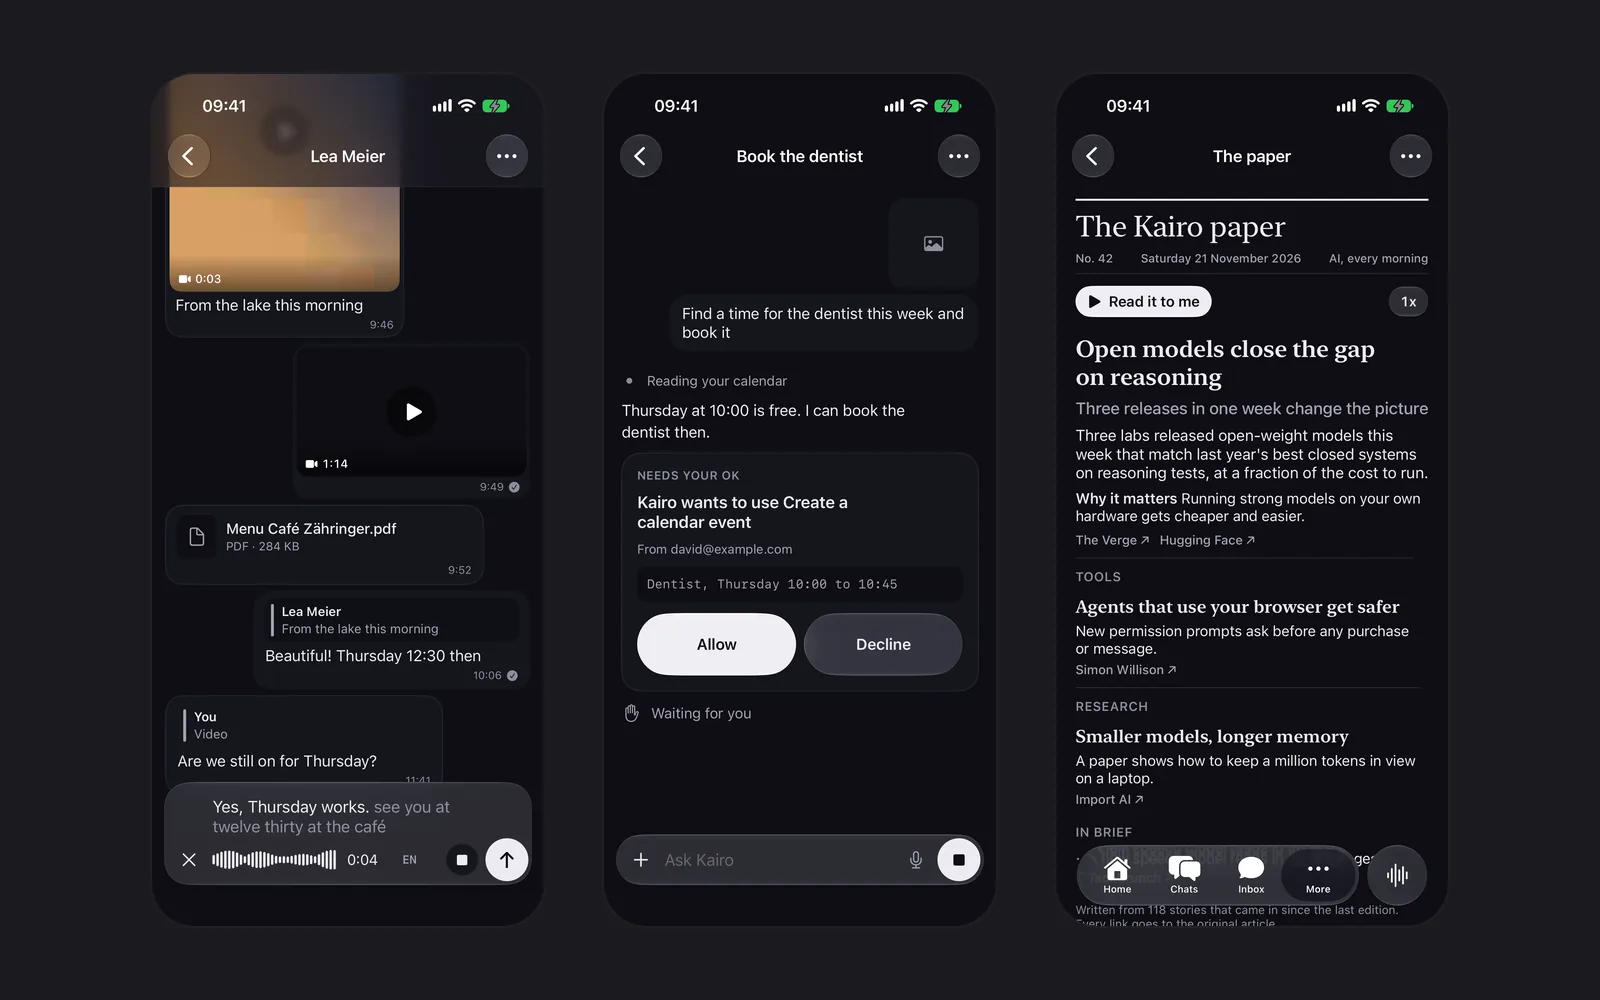 09:41
Lea Meier
0:03
From the lake this morning
9:46
1:14
9:49
Menu Café Zähringer.pdf
PDF · 284 KB
9:52
Lea Meier
From the lake this morning
Beautiful! Thursday 12:30 then
10:06
You
Video
Are we still on for Thursday?
11:41
Yes, Thursday works. see you at
twelve thirty at the café
0:04
EN
09:41
Book the dentist
Find a time for the dentist this week and
book it
Reading your calendar
Thursday at 10:00 is free. I can book the
dentist then.
NEEDS YOUR OK
Kairo wants to use Create a
calendar event
From david@example.com
Dentist, Thursday 10:00 to 10:45
Allow
Decline
Waiting for you
Ask Kairo
09:41
The paper
The Kairo paper
No. 42
Saturday 21 November 2026
AI, every morning
Read it to me
1x
Open models close the gap
on reasoning
Three releases in one week change the picture
Three labs released open-weight models this
week that match last year's best closed systems
on reasoning tests, at a fraction of the cost to run.
Why it matters Running strong models on your own
hardware gets cheaper and easier.
The Verge ↗ Hugging Face ↗
TOOLS
Agents that use your browser get safer
New permission prompts ask before any purchase
or message.
Simon Willison ↗
RESEARCH
Smaller models, longer memory
A paper shows how to keep a million tokens in view
on a laptop.
Import AI ↗
IN BRIEF
Home
Chats
Inbox
More
Written from 118 stories that came in since the last edition.
Every link goes to the original article